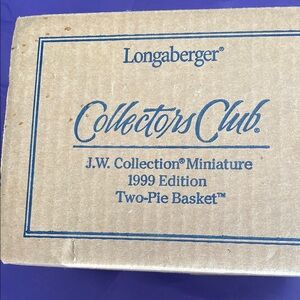 Longaberger®
Collectors Club®
J.W. Collection® Miniature
1999 Edition
Two-Pie Basket™